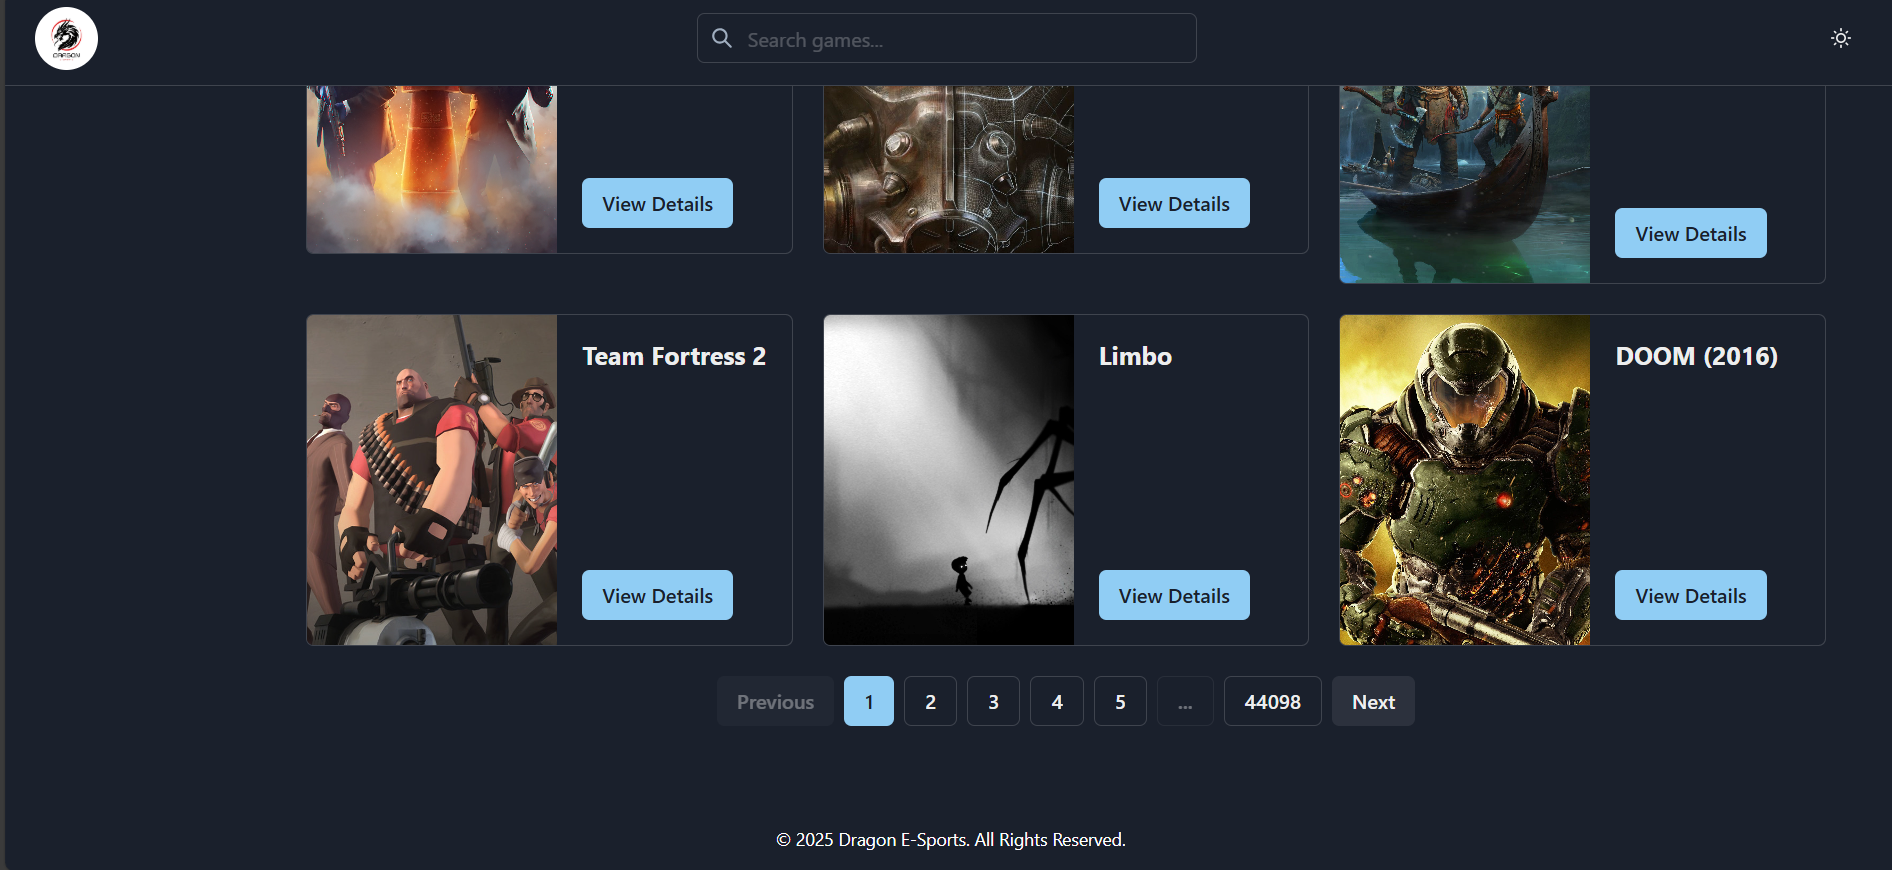 DRAGON
Search games...
View Details
View Details
View Details
Team Fortress 2
Limbo
DOOM (2016)
View Details
View Details
View Details
Previous
1
2
3
4
5
...
44098
Next
© 2025 Dragon E-Sports. All Rights Reserved.